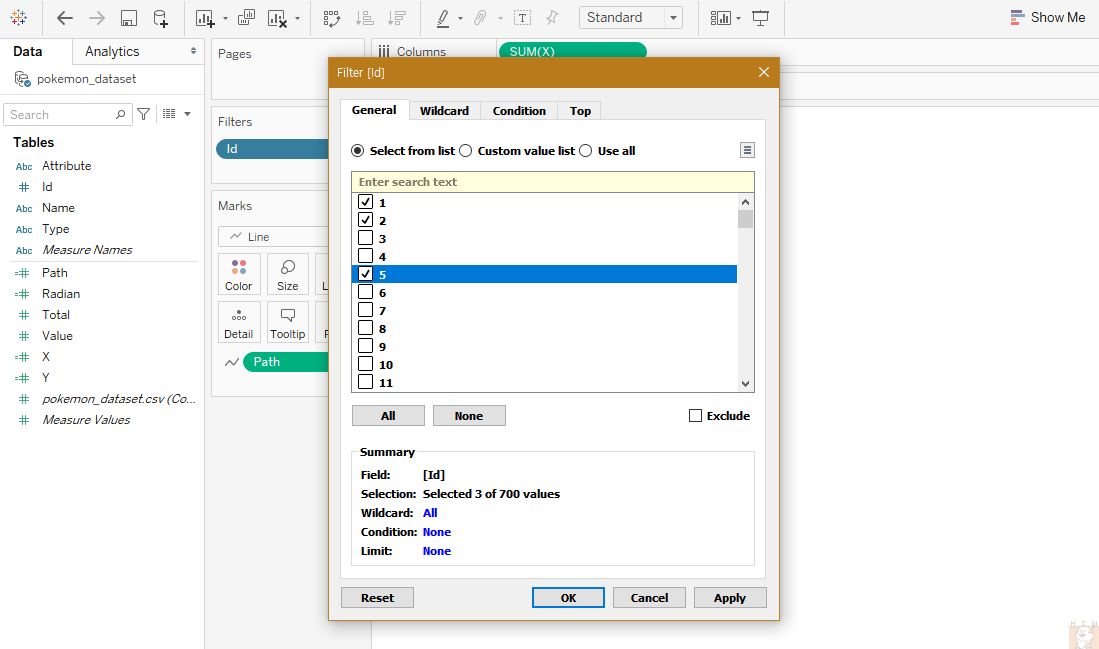 Standard
Show Me
Data
Analytics
pokemon_dataset
Search
Tables
Abc Attribute
Id
Abc Name
Abc Type
Abc Measure Names
Path
Radian
Total
Value
X
Y
pokemon_dataset.csv (Co...
Measure Values
Pages
Columns
SUM(X)
Filters
Id
Marks
Line
Color
Size
Detail
Tooltip
Path
Filter [Id]
General
Wildcard
Condition
Top
Select from list
Custom value list
Use all
Enter search text
1
2
3
4
5
6
7
8
9
10
11
All
None
Exclude
Summary
Field: [Id]
Selection: Selected 3 of 700 values
Wildcard: All
Condition: None
Limit: None
Reset
OK
Cancel
Apply